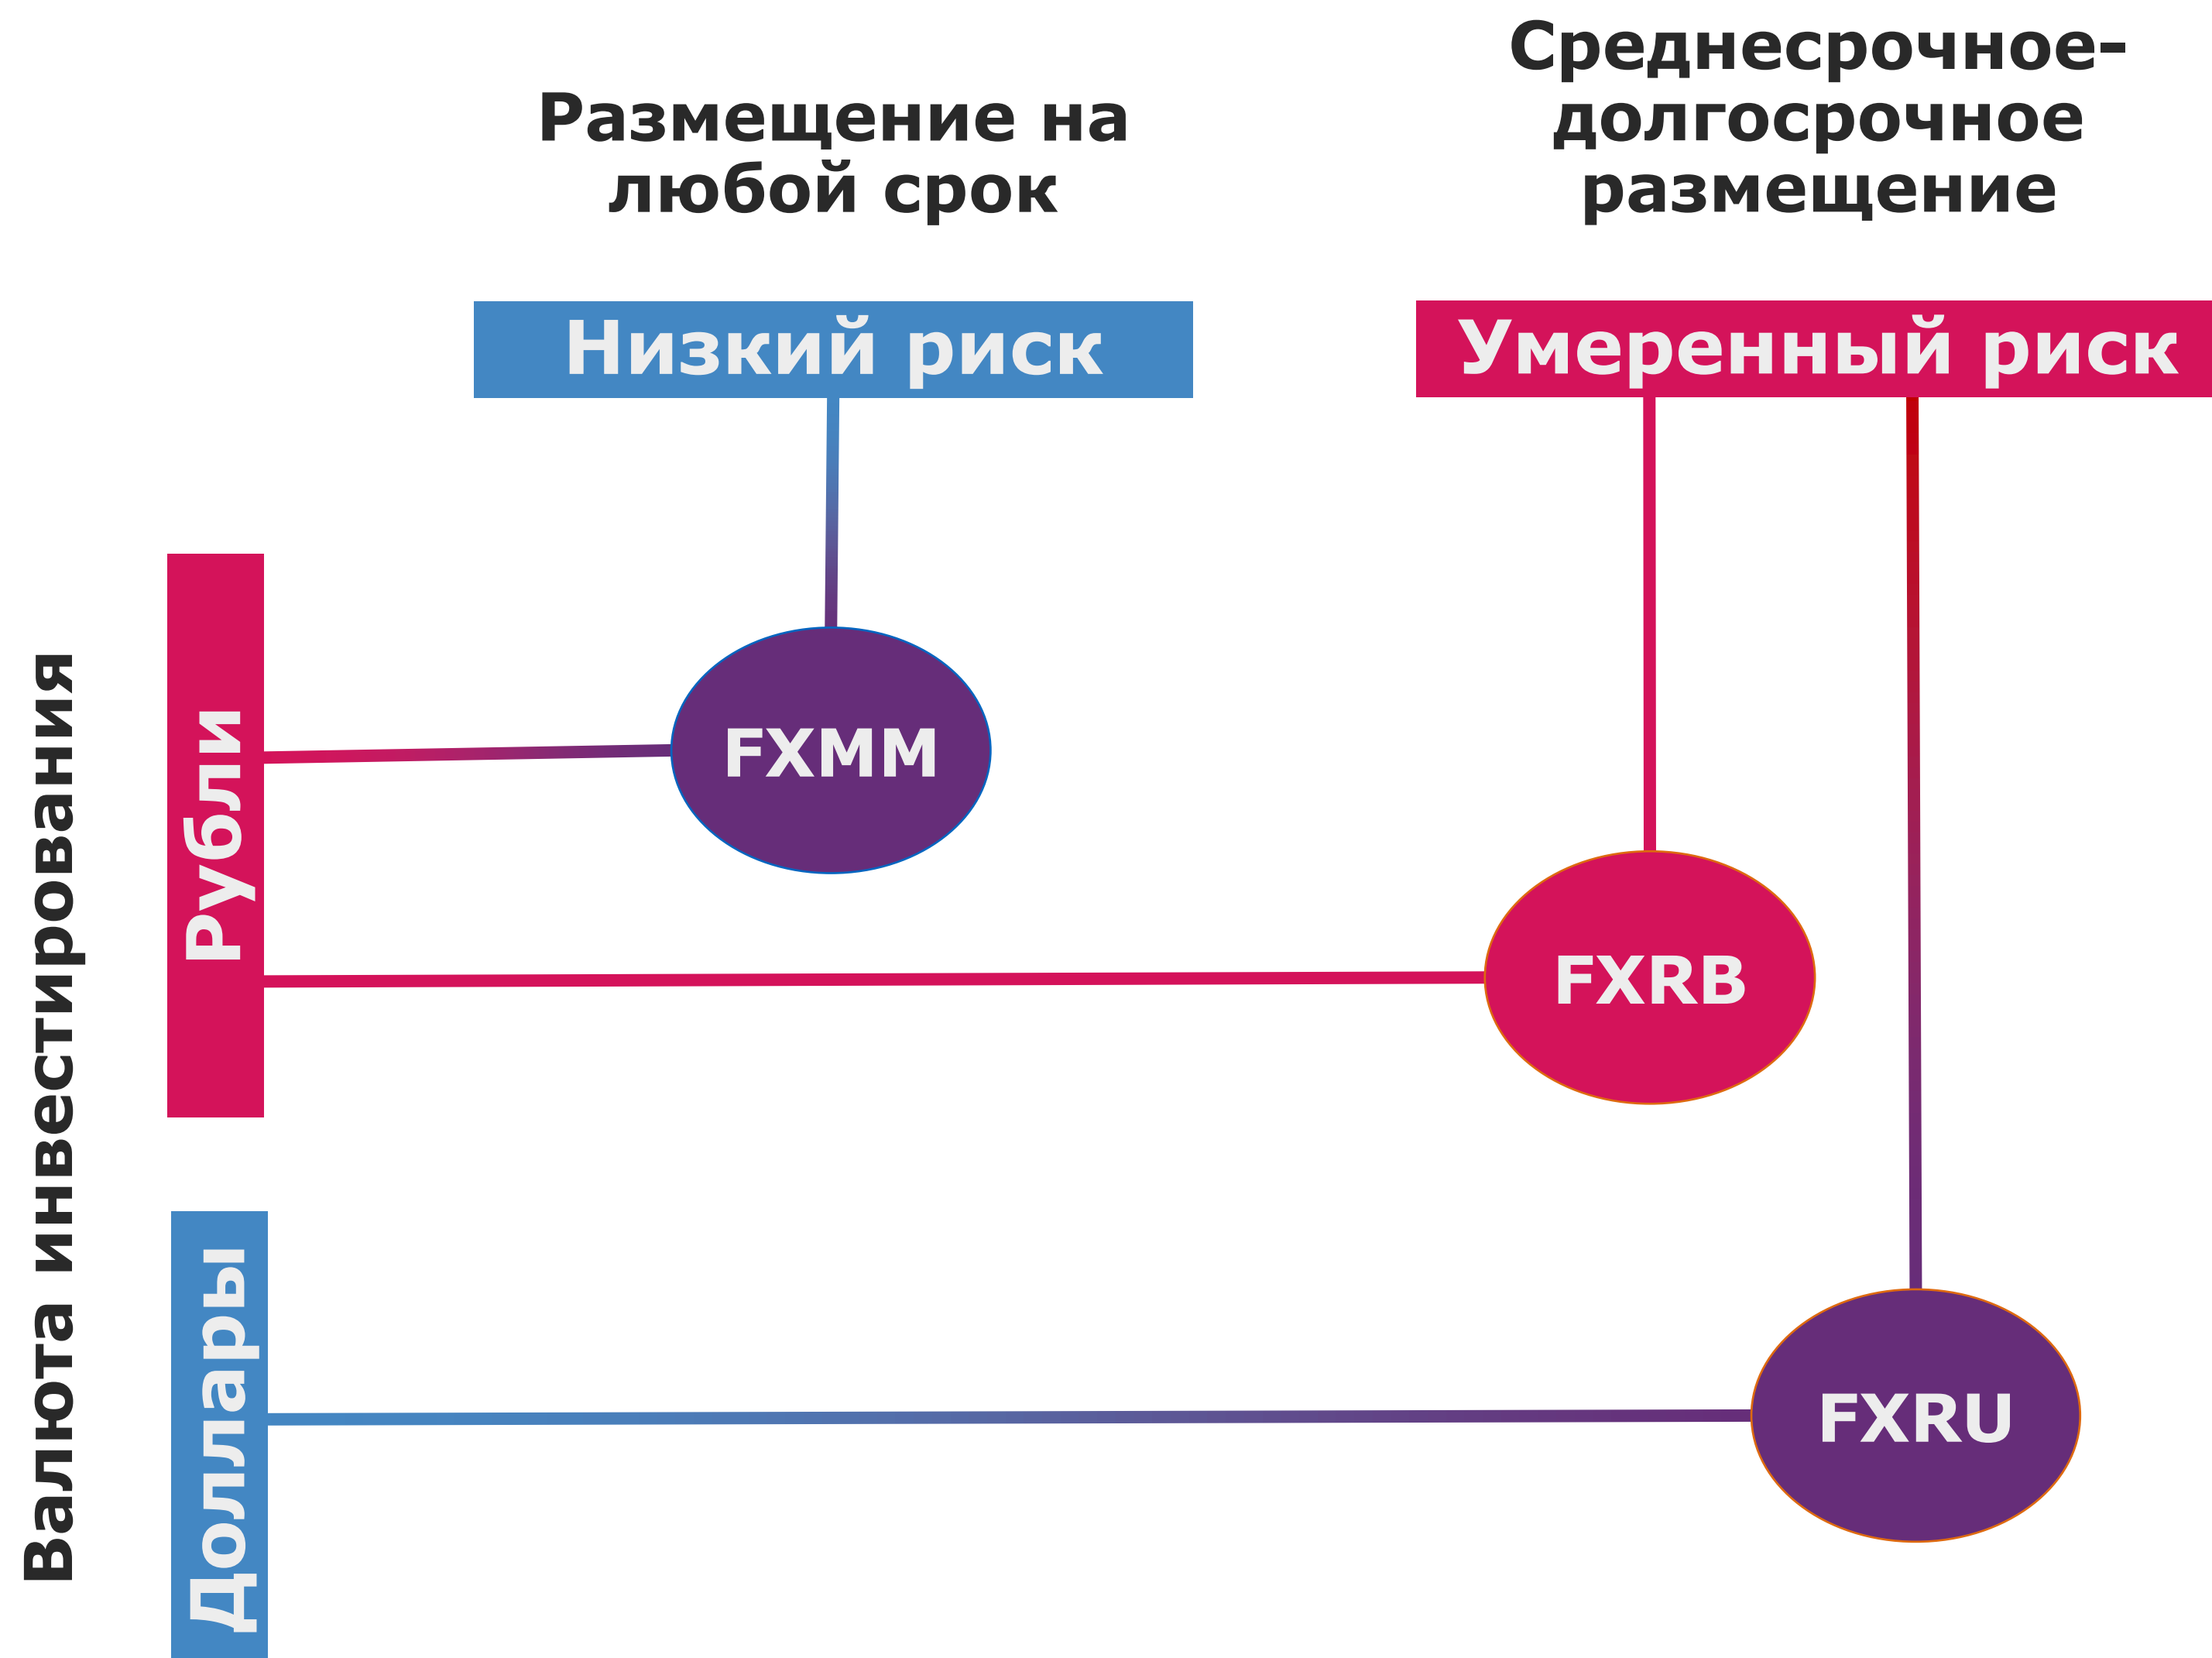 Среднесрочное–
долгосрочное
размещение
Размещение на
любой срок
Низкий риск
Умеренный риск
Валюта инвестирования
Рубли
FXMM
FXRB
Доллары
FXRU